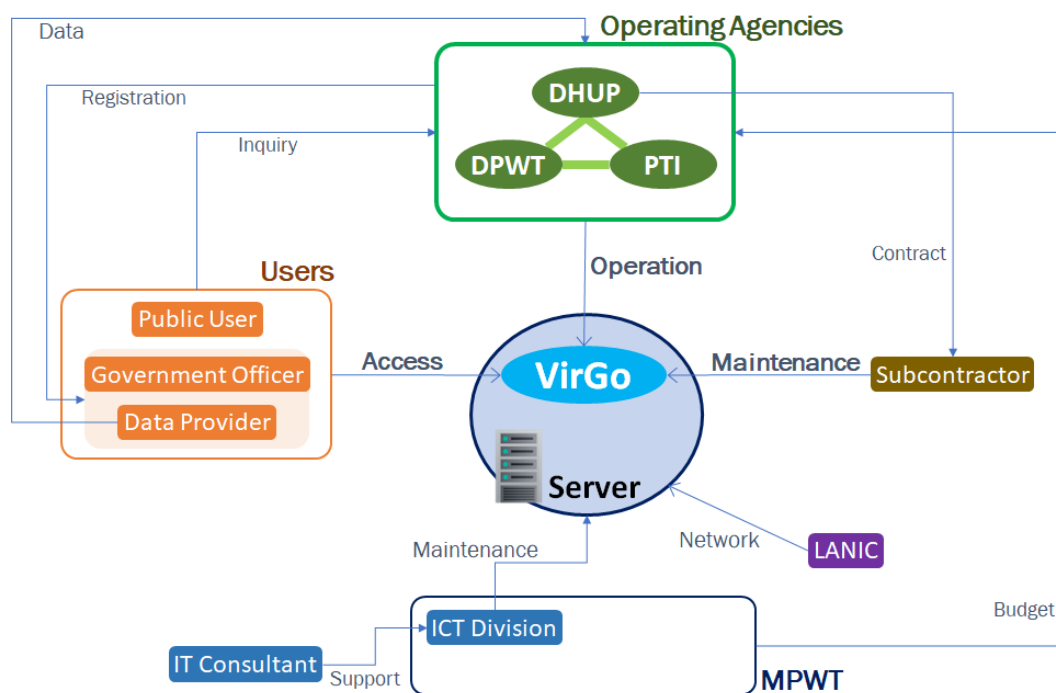 Data
Operating Agencies
Registration
DHUP
Inquiry
DPWT
PTI
Contract
Operation
Users
Public User
Government Officer
Data Provider
Access
VirGo
Maintenance
Subcontractor
Server
Maintenance
Network
LANIC
Budget
ICT Division
IT Consultant
Support
MPWT